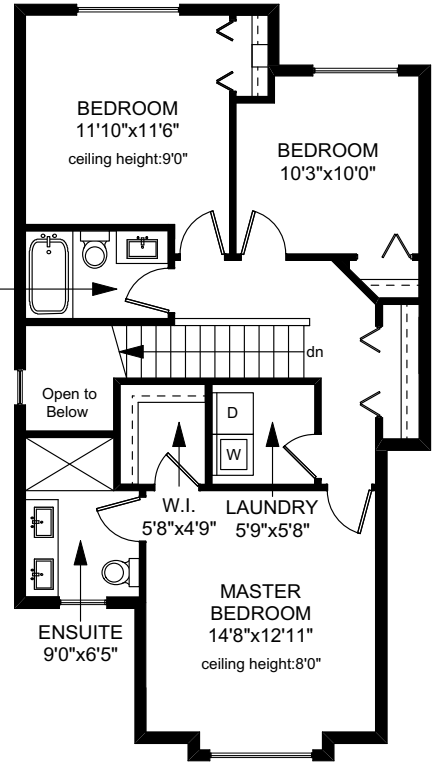 BEDROOM
11'10"x11'6"
ceiling height:9'0"
BEDROOM
10'3"x10'0"
dn
Open to
Below
D
W
W.I.
5'8"x4'9"
LAUNDRY
5'9"x5'8"
ENSUITE
9'0"x6'5"
MASTER
BEDROOM
14'8"x12'11"
ceiling height:8'0"